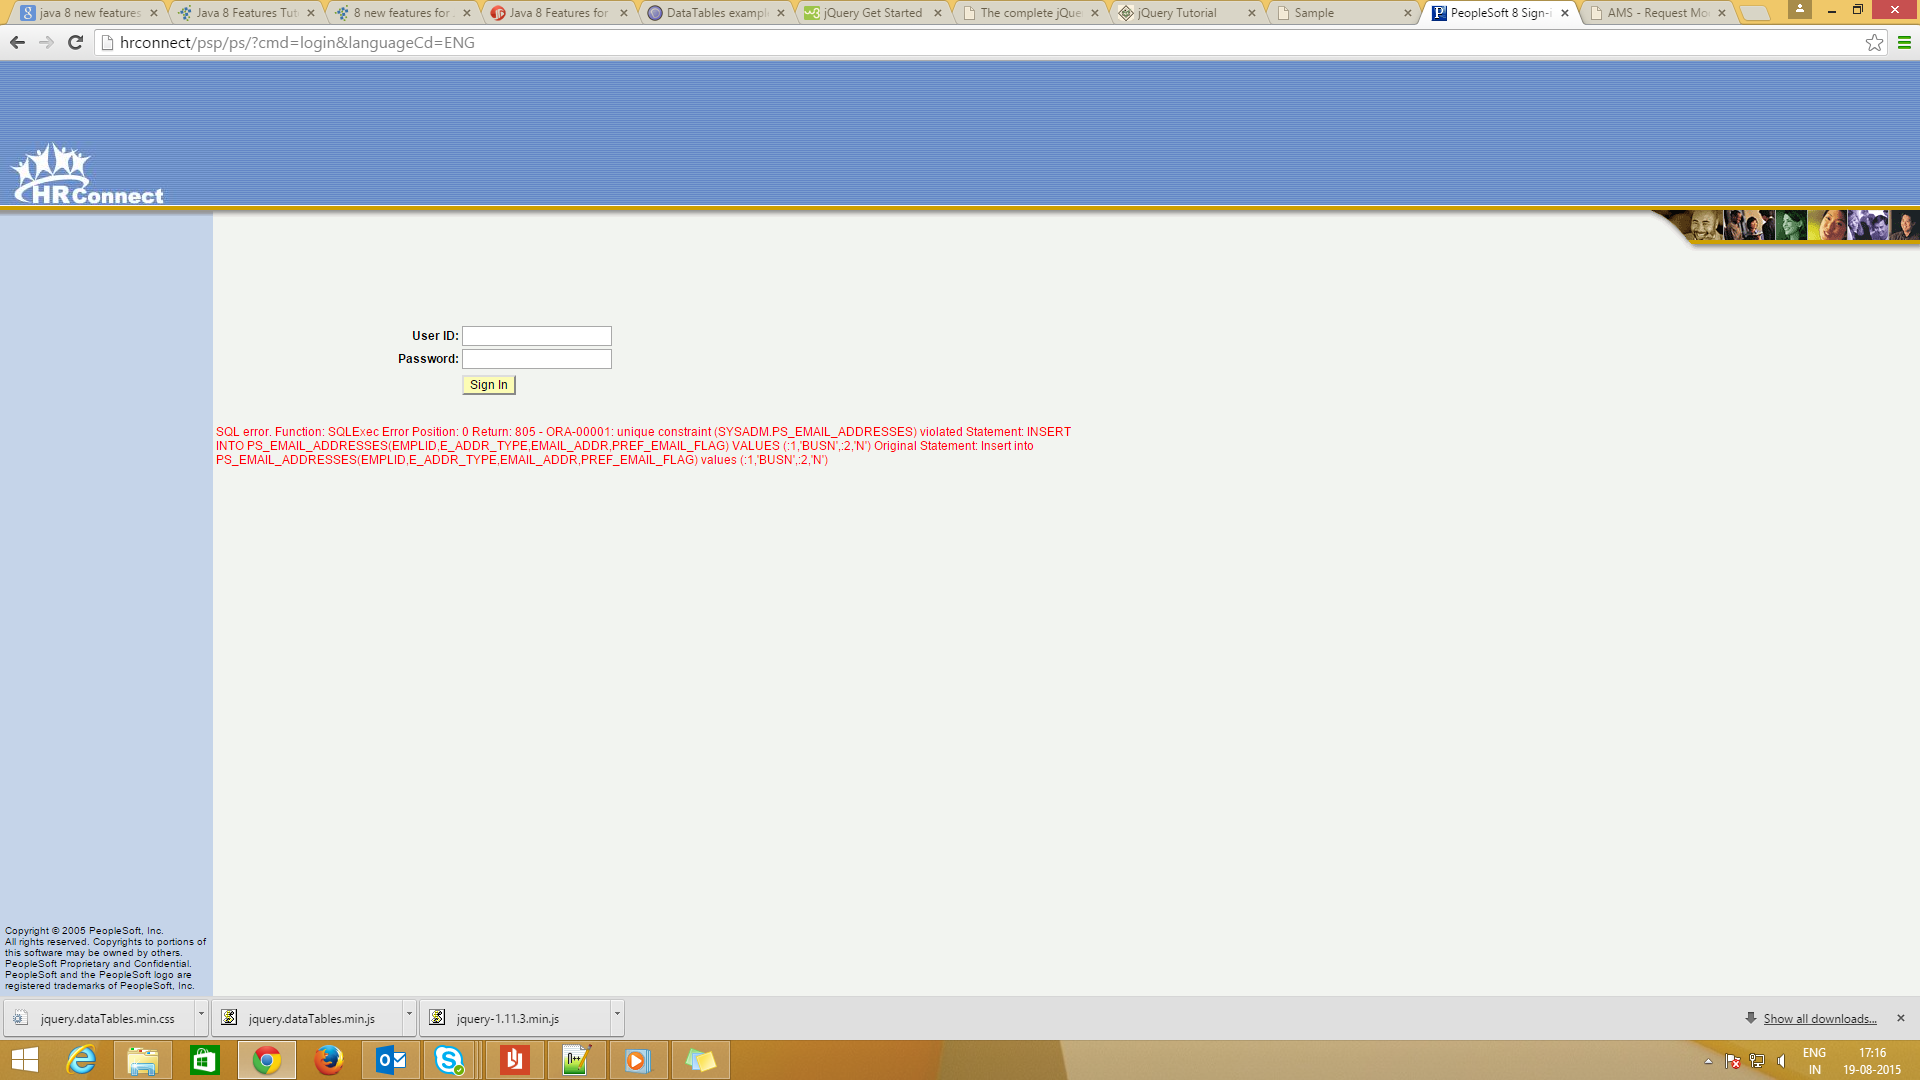 java 8 new features
Java 8 Features Tut
8 new features for
Java 8 Features for
DataTables exampl
jQuery Get Started
The complete jQue
jQuery Tutorial
Sample
PeopleSoft 8 Sign-i
AMS - Request Mo
hrconnect/psp/ps/?cmd=login&languageCd=ENG
HRConnect
User ID:
Password:
Sign In
SQL error. Function: SQLExec Error Position: 0 Return: 805 - ORA-00001: unique constraint (SYSADM.PS_EMAIL_ADDRESSES) violated Statement: INSERT
INTO PS_EMAIL_ADDRESSES(EMPLID,E_ADDR_TYPE,EMAIL_ADDR,PREF_EMAIL_FLAG) VALUES (:1,'BUSN',:2,'N') Original Statement: Insert into
PS_EMAIL_ADDRESSES(EMPLID,E_ADDR_TYPE,EMAIL_ADDR,PREF_EMAIL_FLAG) values (:1,'BUSN',:2,'N')
Copyright © 2005 PeopleSoft, Inc.
All rights reserved. Copyrights to portions of
this software may be owned by others.
PeopleSoft Proprietary and Confidential.
PeopleSoft and the PeopleSoft logo are
registered trademarks of PeopleSoft, Inc.
jquery.dataTables.min.css
jquery.dataTables.min.js
jquery-1.11.3.min.js
Show all downloads...
ENG
IN
17:16
19-08-2015